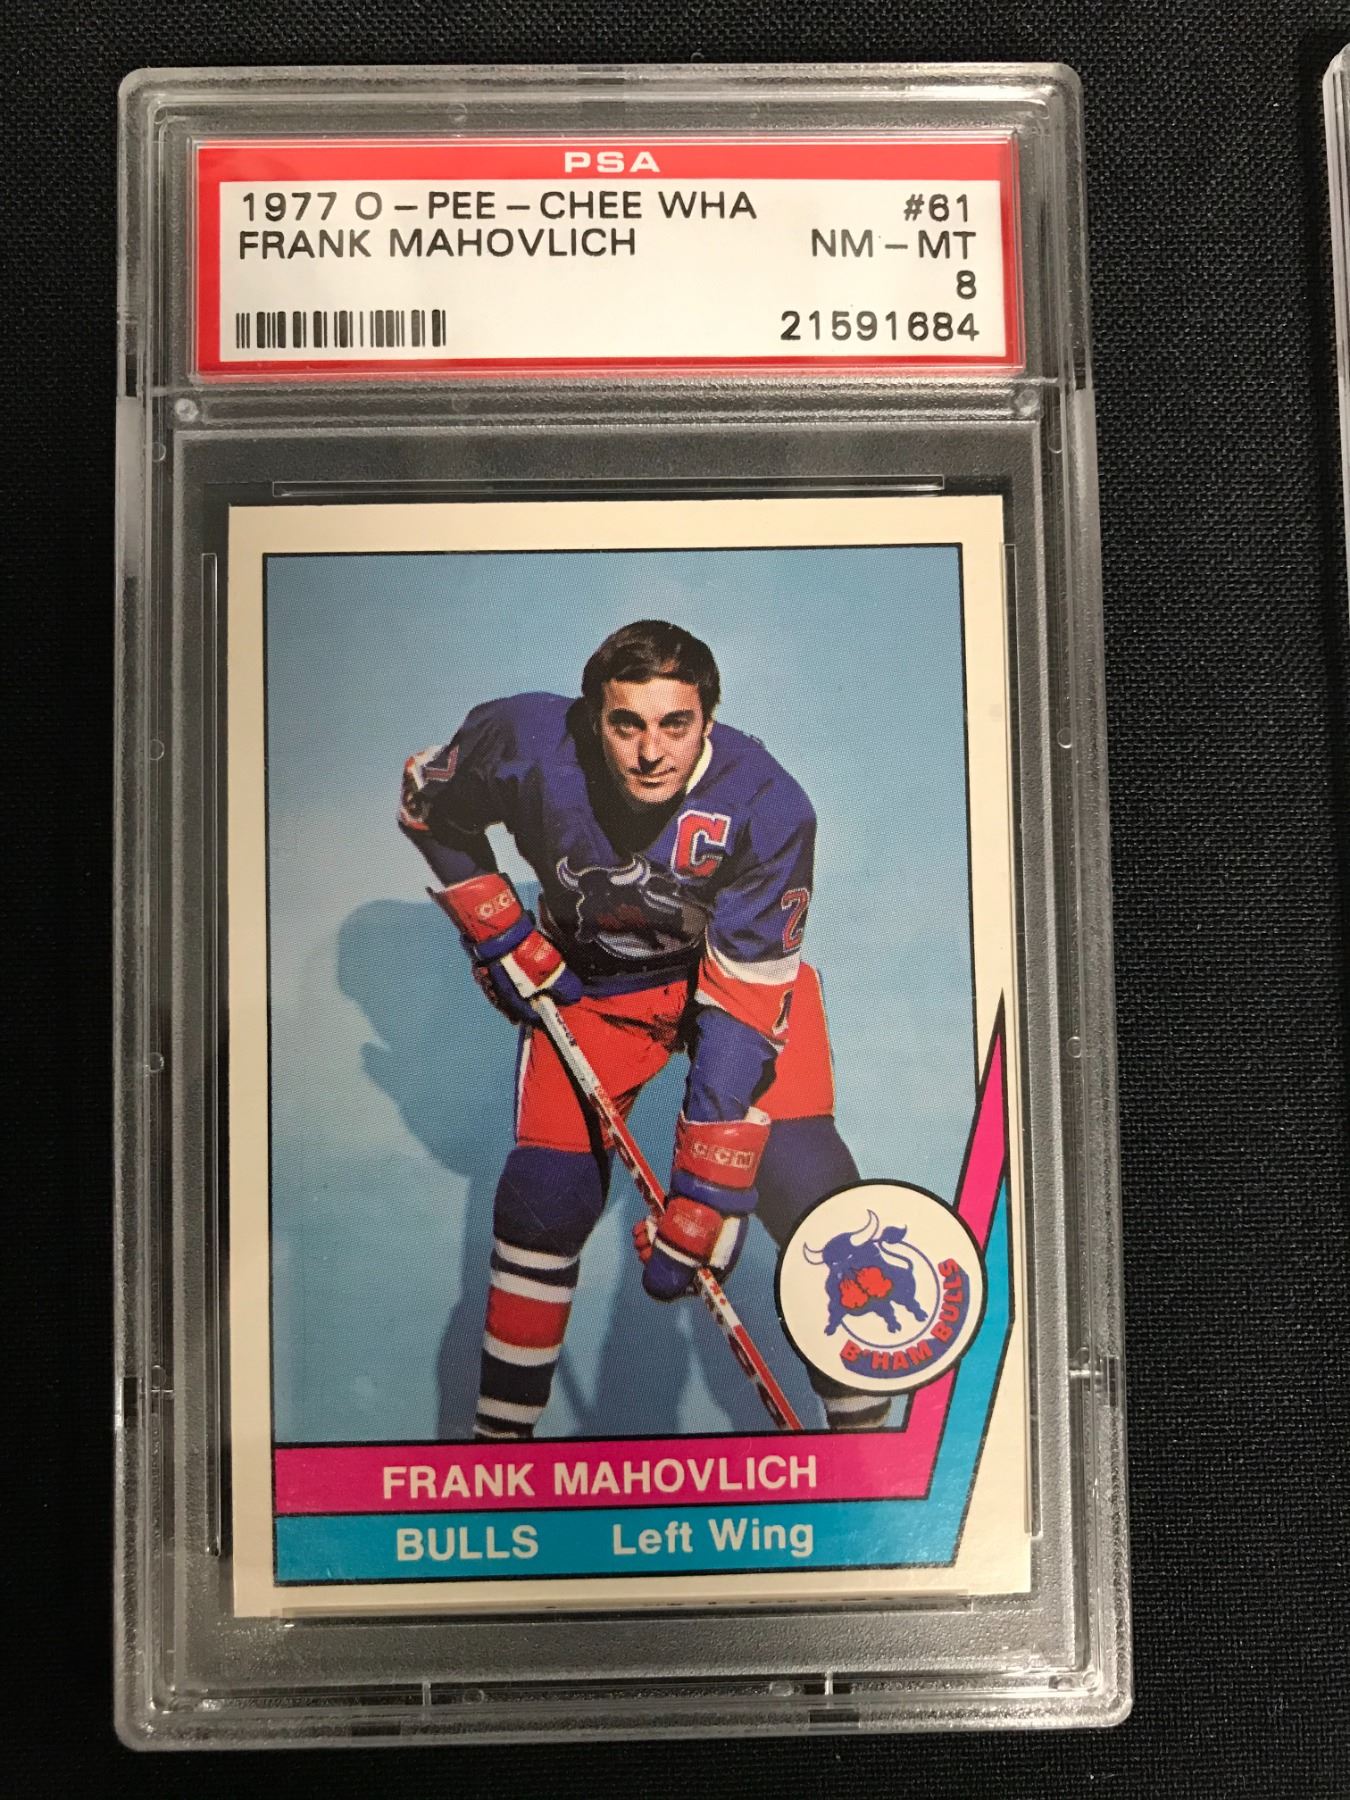 PSA
1977 O-PEE-CHEE WHA #61
FRANK MAHOVLICH NM-MT
8
21591684
C
2
CCM
B'HAM BULLS
FRANK MAHOVLICH
BULLS Left Wing